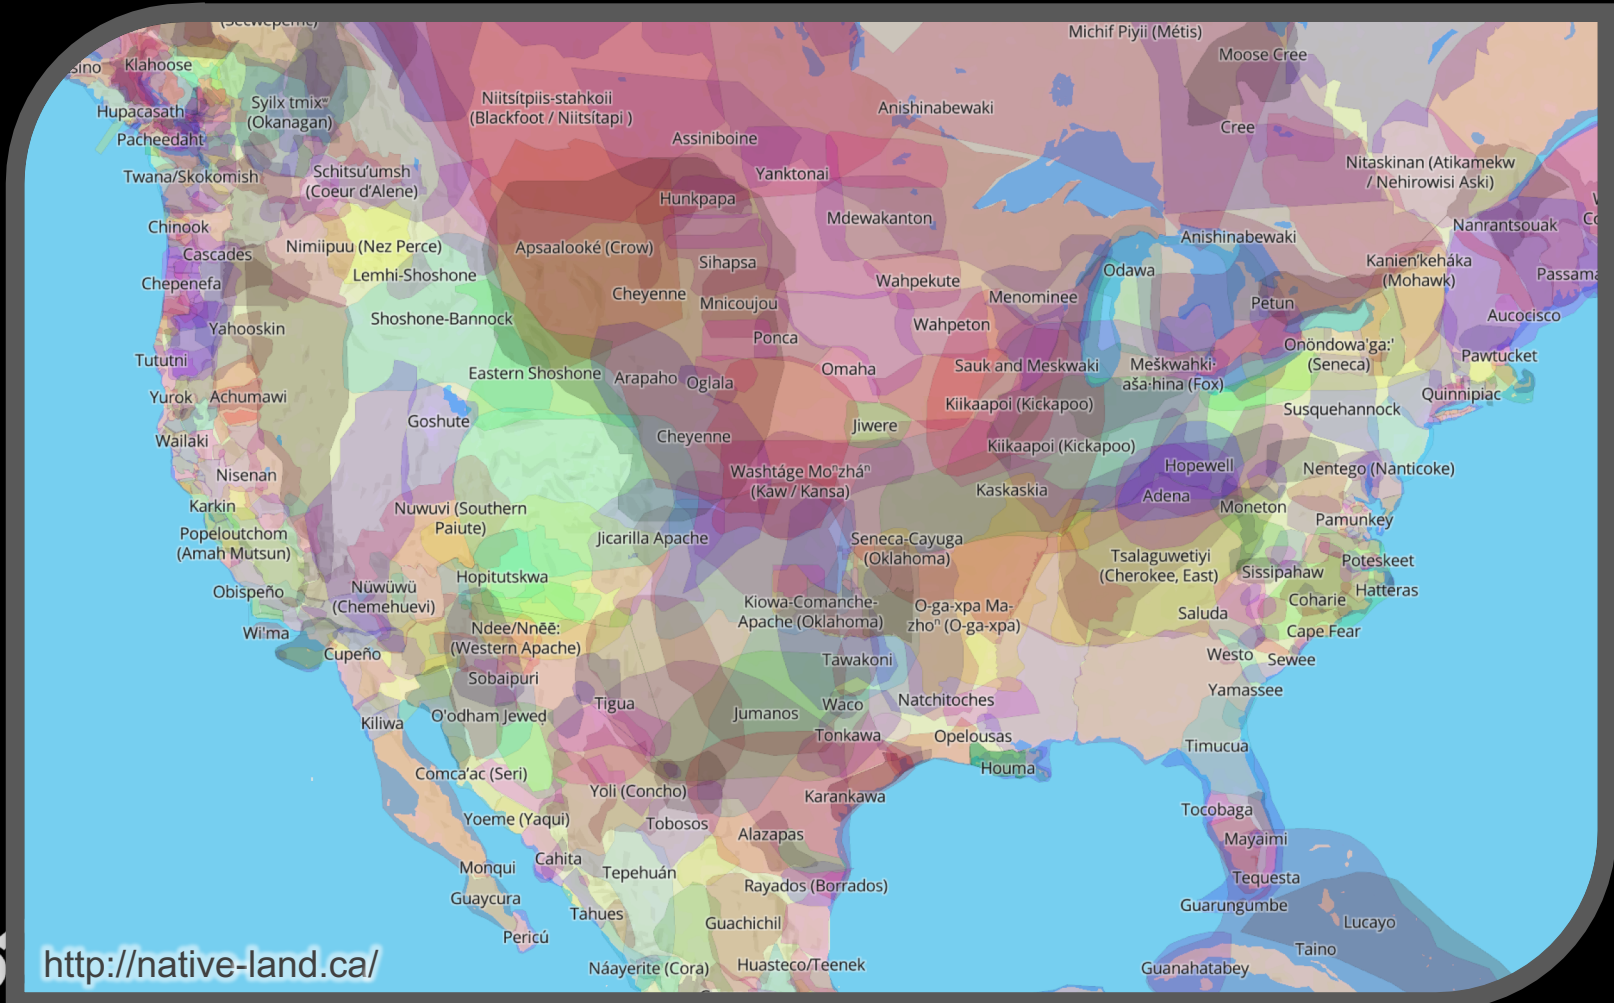 (Secwepemc)
Michif Piyii (Métis)
Klahoose
Moose Cree
Niitsítpiis-stahkoii
(Blackfoot / Niitsítapi )
Anishinabewaki
Syilx tmixʷ
(Okanagan)
Hupacasath
Cree
Pacheedaht
Assiniboine
Nitaskinan (Atikamekw
/ Nehirowisi Aski)
Twana/Skokomish
Schitsu'umsh
(Coeur d'Alene)
Yanktonai
Hunkpapa
Mdewakanton
Chinook
Nanrantsouak
Anishinabewaki
Cascades
Nimiipuu (Nez Perce)
Apsaalooké (Crow)
Sihapsa
Odawa
Kanien'kehá:ka
(Mohawk)
Passama
Lemhi-Shoshone
Chepenefa
Cheyenne
Mnicoujou
Wahpekute
Menominee
Petun
Shoshone-Bannock
Yahooskin
Ponca
Wahpeton
Aucocisco
Onöndowa'ga:'
(Seneca)
Pawtucket
Tututni
Eastern Shoshone
Arapaho
Oglala
Omaha
Sauk and Meskwaki
Meškwahki·
aša·hina (Fox)
Quinnipiac
Yurok
Achumawi
Kiikaapoi (Kickapoo)
Susquehannock
Goshute
Jiwere
Wailaki
Cheyenne
Kiikaapoi (Kickapoo)
Hopewell
Nentego (Nanticoke)
Nisenan
Washtáge Moⁿzháⁿ
(Kaw / Kansa)
Kaskaskia
Adena
Moneton
Karkin
Nuwuvi (Southern
Paiute)
Pamunkey
Popeloutchom
(Amah Mutsun)
Jicarilla Apache
Seneca-Cayuga
(Oklahoma)
Tsalaguwetiyi
(Cherokee, East)
Poteskeet
Sissipahaw
Hopitutskwa
Nüwüwü
(Chemehuevi)
Obispeño
Hatteras
Coharie
Kiowa-Comanche-
Apache (Oklahoma)
O-ga-xpa Ma-
zhoⁿ (O-ga-xpa)
Saluda
Wi'ma
Ndee/Nnēē:
(Western Apache)
Cape Fear
Cupeño
Tawakoni
Westo
Sewee
Sobaipuri
Yamassee
Tigua
Waco
Natchitoches
Kiliwa
O'odham Jeweḍ
Jumanos
Tonkawa
Opelousas
Timucua
Houma
Comca'ac (Seri)
Yoli (Concho)
Karankawa
Tocobaga
Yoeme (Yaqui)
Tobosos
Alazapas
Mayaimi
Cahita
Monqui
Tepehuán
Rayados (Borrados)
Tequesta
Guaycura
Guarungumbe
Tahues
Guachichil
Lucayo
Pericú
Taino
Náayerite (Cora)
Huasteco/Teenek
Guanahatabey
http://native-land.ca/